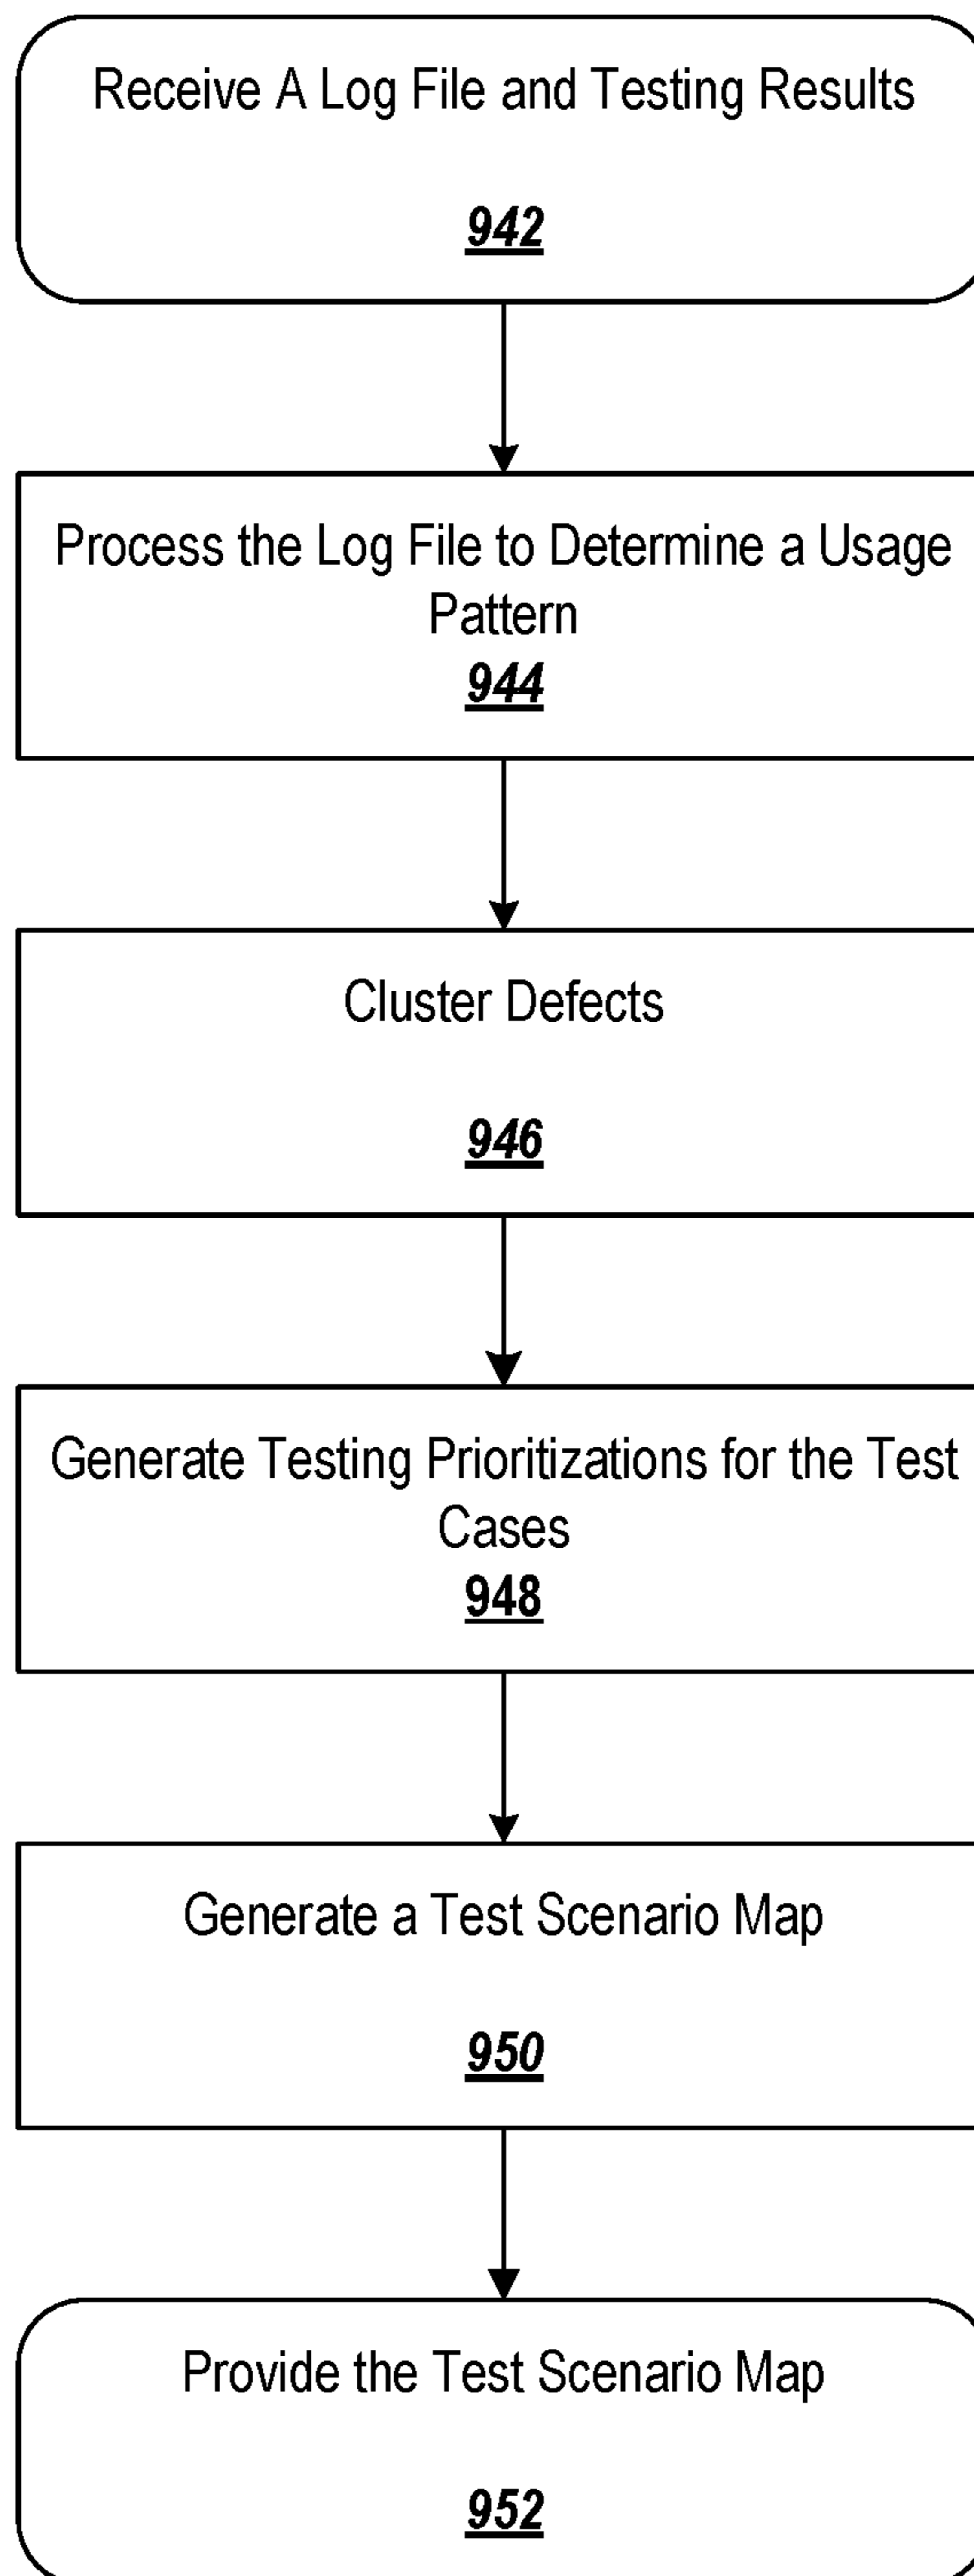 Receive A Log File and Testing Results
942
Process the Log File to Determine a Usage
Pattern
944
Cluster Defects
946
Generate Testing Prioritizations for the Test
Cases
948
Generate a Test Scenario Map
950
Provide the Test Scenario Map
952